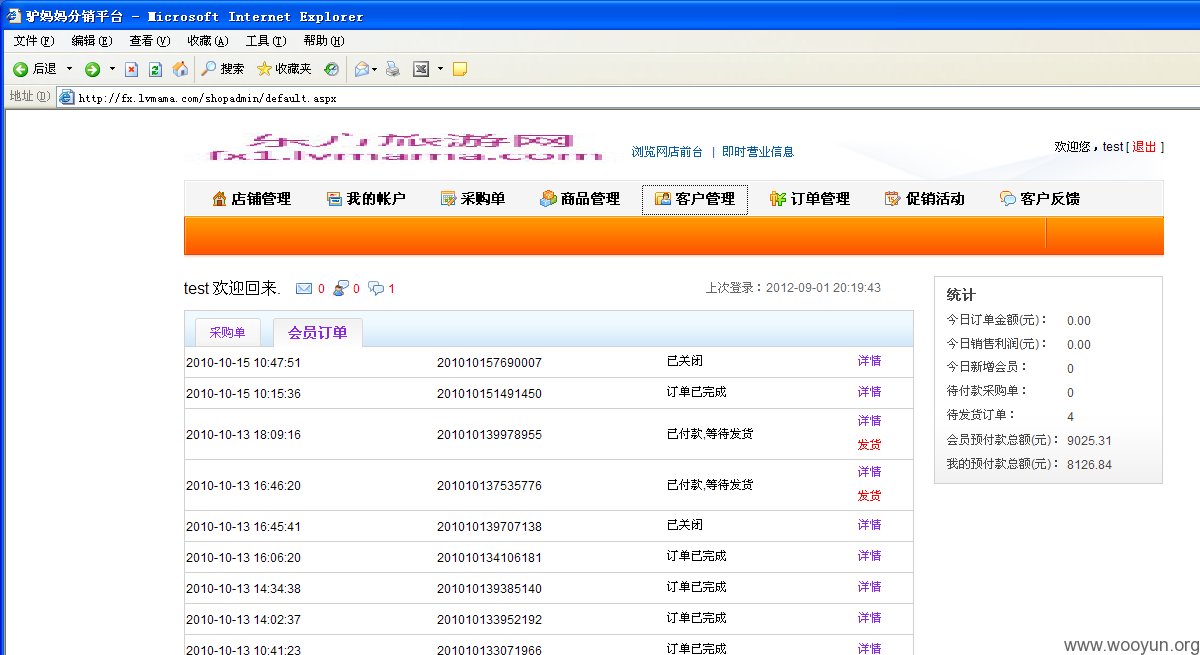 驴妈妈分销平台 - Microsoft Internet Explorer
文件(F) 编辑(E) 查看(V) 收藏(A) 工具(T) 帮助(H)
后退 搜索 收藏夹
地址(D) http://fx.lvmama.com/shopadmin/default.aspx
东方旅游网
fx1.lvmama.com
浏览网店前台 | 即时营业信息
欢迎您，test [ 退出 ]
店铺管理 我的帐户 采购单 商品管理 客户管理 订单管理 促销活动 客户反馈
test 欢迎回来. 0 0 1 上次登录：2012-09-01 20:19:43
采购单 会员订单
2010-10-15 10:47:51 201010157690007 已关闭 详情
2010-10-15 10:15:36 201010151491450 订单已完成 详情
2010-10-13 18:09:16 201010139978955 已付款,等待发货 详情
发货
2010-10-13 16:46:20 201010137535776 已付款,等待发货 详情
发货
2010-10-13 16:45:41 201010139707138 已关闭 详情
2010-10-13 16:06:20 201010134106181 订单已完成 详情
2010-10-13 14:34:38 201010139385140 订单已完成 详情
2010-10-13 14:02:37 201010133952192 订单已完成 详情
2010-10-13 10:41:23 201010133071966 订单已完成 详情
统计
今日订单金额(元)： 0.00
今日销售利润(元)： 0.00
今日新增会员： 0
待付款采购单： 0
待发货订单： 4
会员预付款总额(元)： 9025.31
我的预付款总额(元)： 8126.84
www.wooyun.org